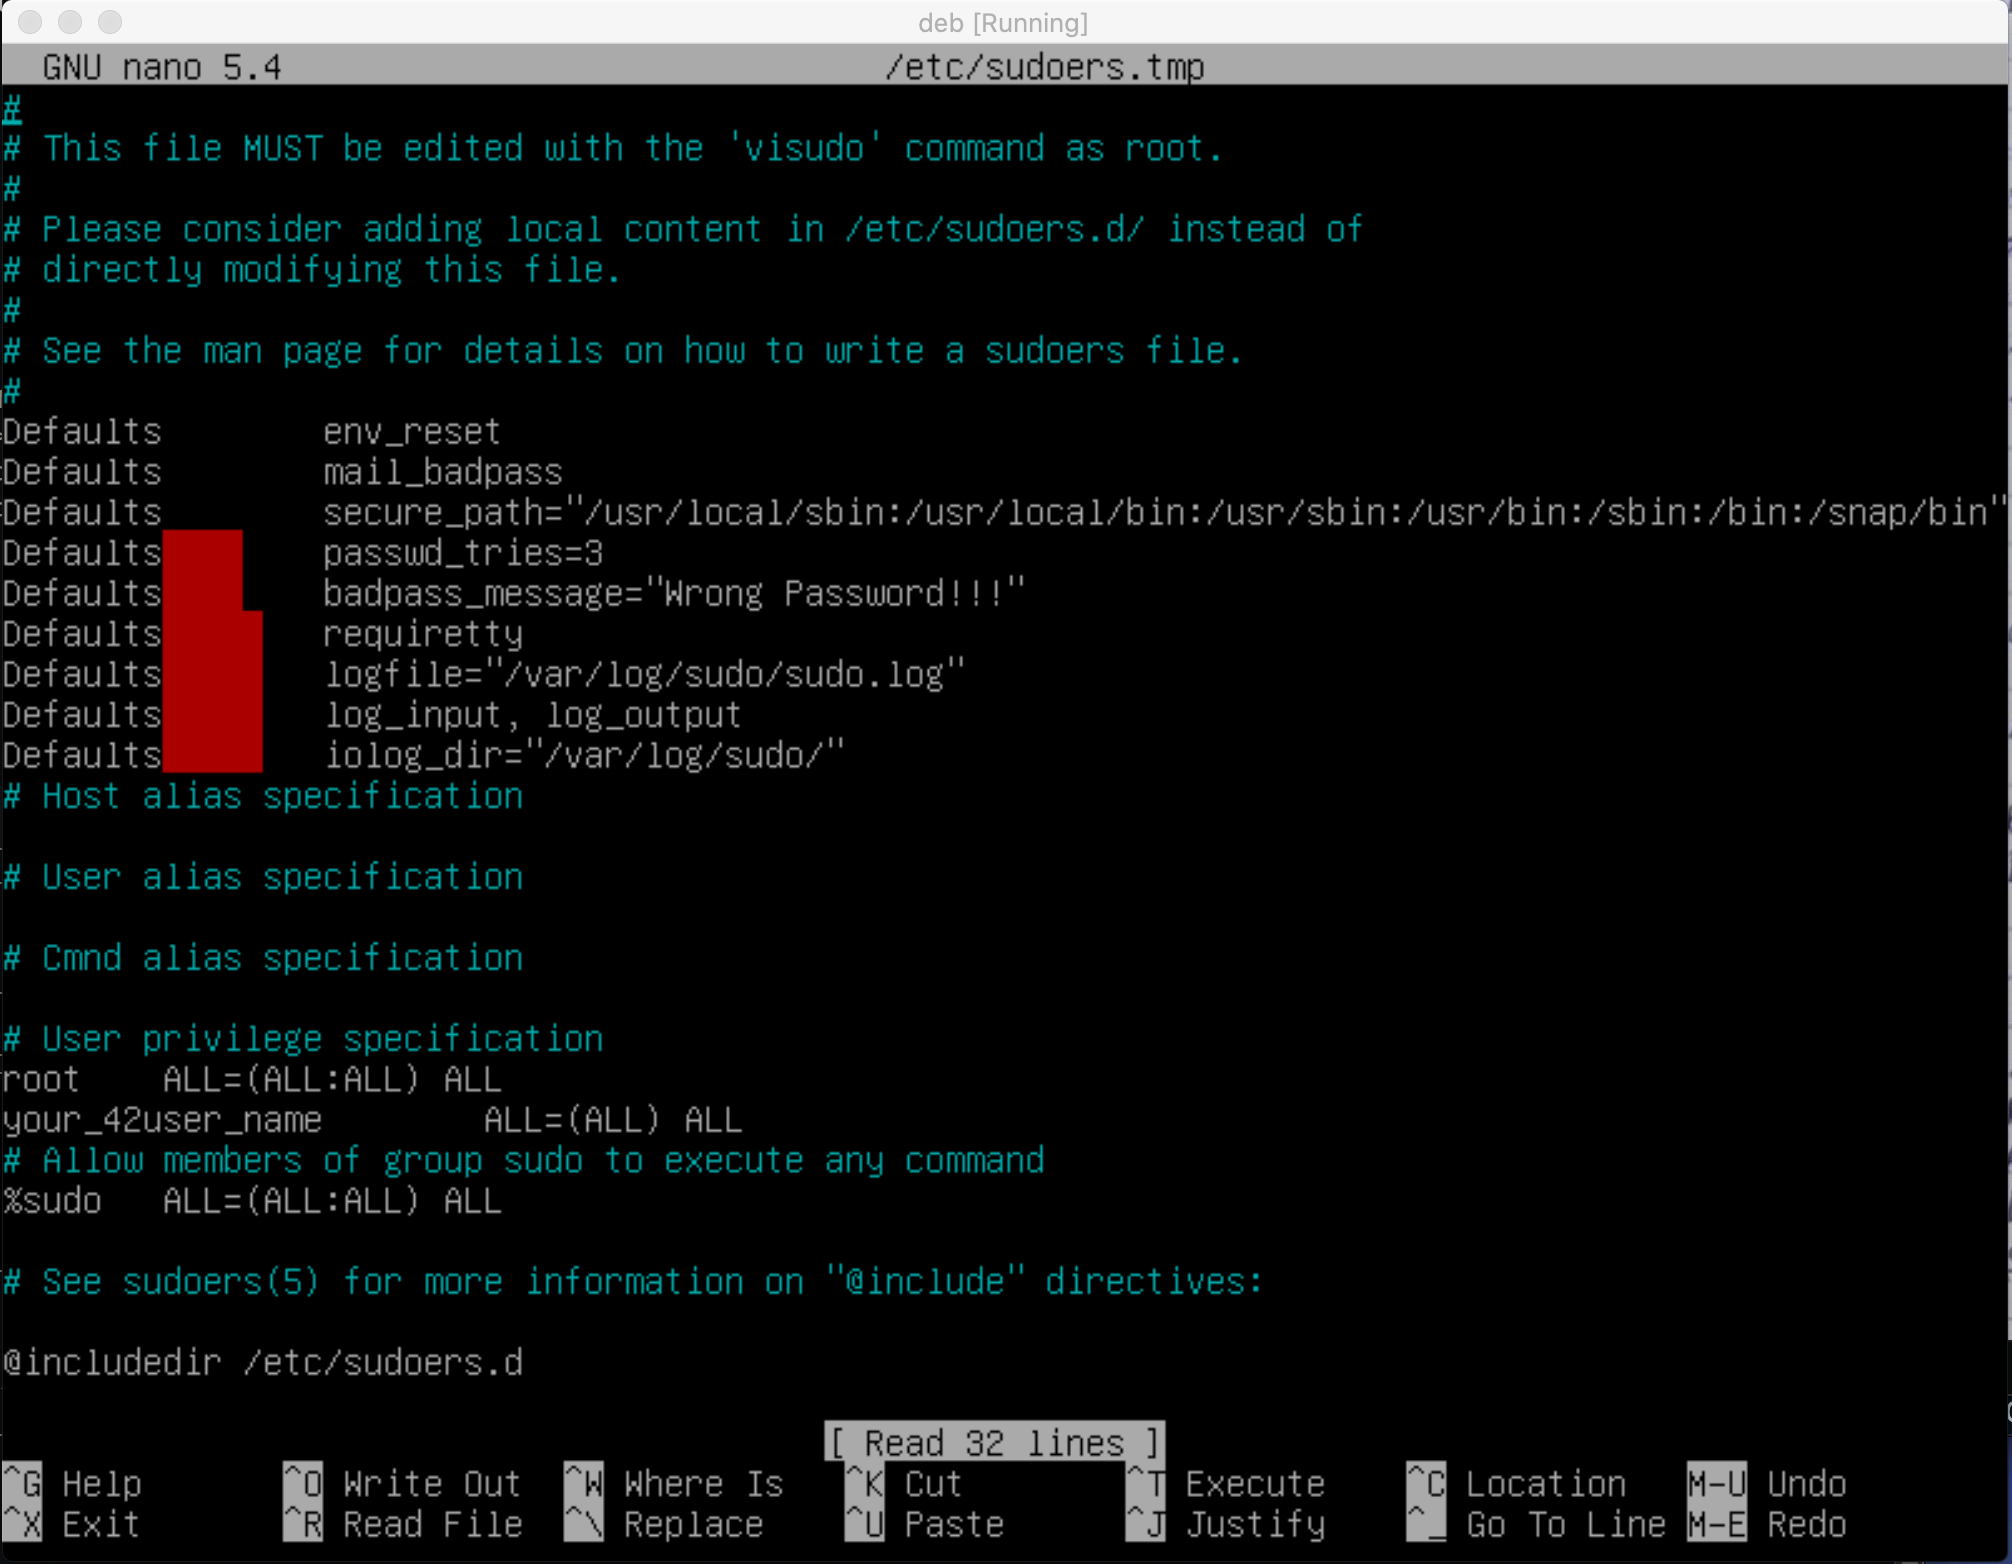 deb [Running]
GNU nano 5.4 /etc/sudoers.tmp
#
# This file MUST be edited with the 'visudo' command as root.
#
# Please consider adding local content in /etc/sudoers.d/ instead of
# directly modifying this file.
#
# See the man page for details on how to write a sudoers file.
#
Defaults env_reset
Defaults mail_badpass
Defaults secure_path="/usr/local/sbin:/usr/local/bin:/usr/sbin:/usr/bin:/sbin:/bin:/snap/bin"
Defaults passwd_tries=3
Defaults badpass_message="Wrong Password!!!"
Defaults requiretty
Defaults logfile="/var/log/sudo/sudo.log"
Defaults log_input, log_output
Defaults iolog_dir="/var/log/sudo/"
# Host alias specification
# User alias specification
# Cmnd alias specification
# User privilege specification
root ALL=(ALL:ALL) ALL
your_42user_name ALL=(ALL) ALL
# Allow members of group sudo to execute any command
%sudo ALL=(ALL:ALL) ALL
# See sudoers(5) for more information on "@include" directives:
@includedir /etc/sudoers.d
[ Read 32 lines ]
^G Help ^O Write Out ^W Where Is ^K Cut ^T Execute ^C Location M-U Undo
^X Exit ^R Read File ^\ Replace ^U Paste ^J Justify ^_ Go To Line M-E Redo